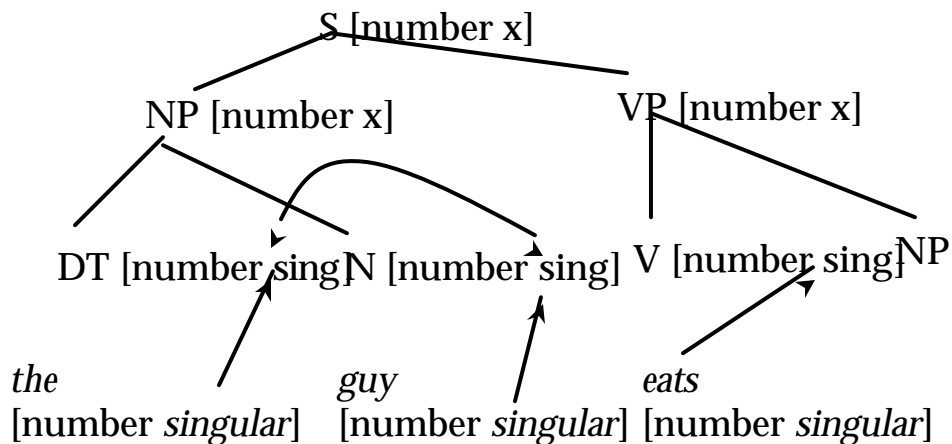 S [number x]
NP [number x] VP [number x]
DT [number sing] N [number sing] V [number sing] NP
the guy eats
[number singular] [number singular] [number singular]